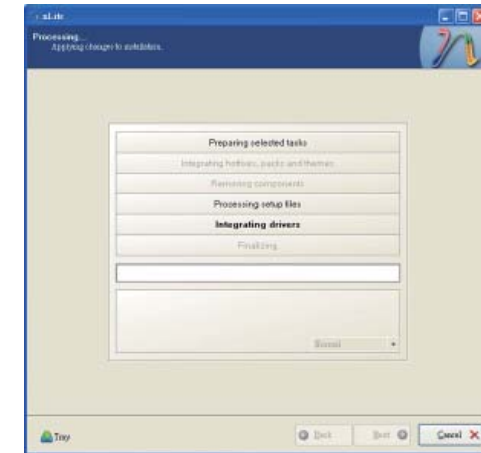 nLite
Processing...
Applying changes to installation.
Preparing selected tasks
Integrating hotfixes, packs and themes
Removing components
Processing setup files
Integrating drivers
Finalizing
Normal
Tray
Back
Next
Cancel